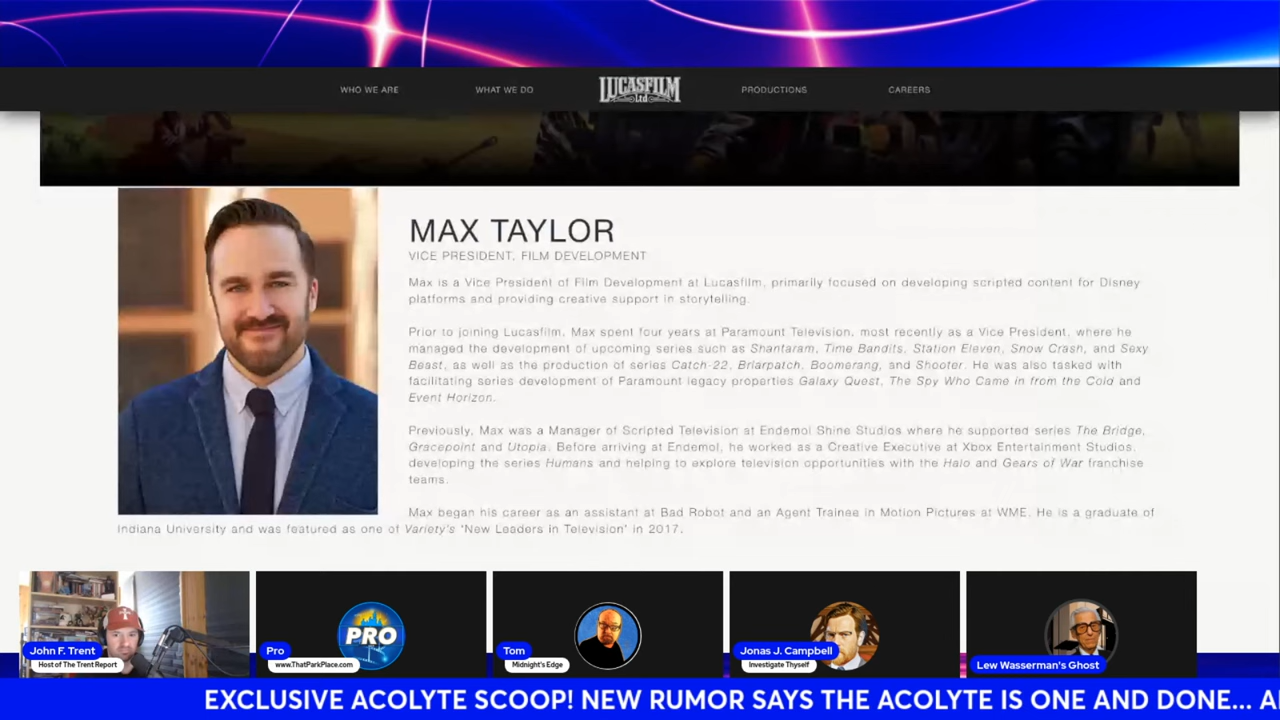 WHO WE ARE
WHAT WE DO
LUCASFILM
Ltd
PRODUCTIONS
CAREERS
MAX TAYLOR
VICE PRESIDENT, FILM DEVELOPMENT
Max is a Vice President of Film Development at Lucasfilm, primarily focused on developing scripted content for Disney
platforms and providing creative support in storytelling.
Prior to joining Lucasfilm, Max spent four years at Paramount Television, most recently as a Vice President, where he
managed the development of upcoming series such as Shantaram, Time Bandits, Station Eleven, Snow Crash, and Sexy
Beast, as well as the production of series Catch-22, Briarpatch, Boomerang, and Shooter. He was also tasked with
facilitating series development of Paramount legacy properties Galaxy Quest, The Spy Who Came in from the Cold and
Event Horizon.
Previously, Max was a Manager of Scripted Television at Endemol Shine Studios where he supported series The Bridge,
Gracepoint and Utopia. Before arriving at Endemol, he worked as a Creative Executive at Xbox Entertainment Studios,
developing the series Humans and helping to explore television opportunities with the Halo and Gears of War franchise
teams.
Max began his career as an assistant at Bad Robot and an Agent Trainee in Motion Pictures at WME. He is a graduate of
Indiana University and was featured as one of Variety's "New Leaders in Television" in 2017.
John F. Trent
Host of The Trent Report
PRO
Pro
www.ThatParkPlace.com
Tom
Midnight's Edge
Jonas J. Campbell
Investigate Thyself
Lew Wasserman's Ghost
EXCLUSIVE ACOLYTE SCOOP! NEW RUMOR SAYS THE ACOLYTE IS ONE AND DONE... A